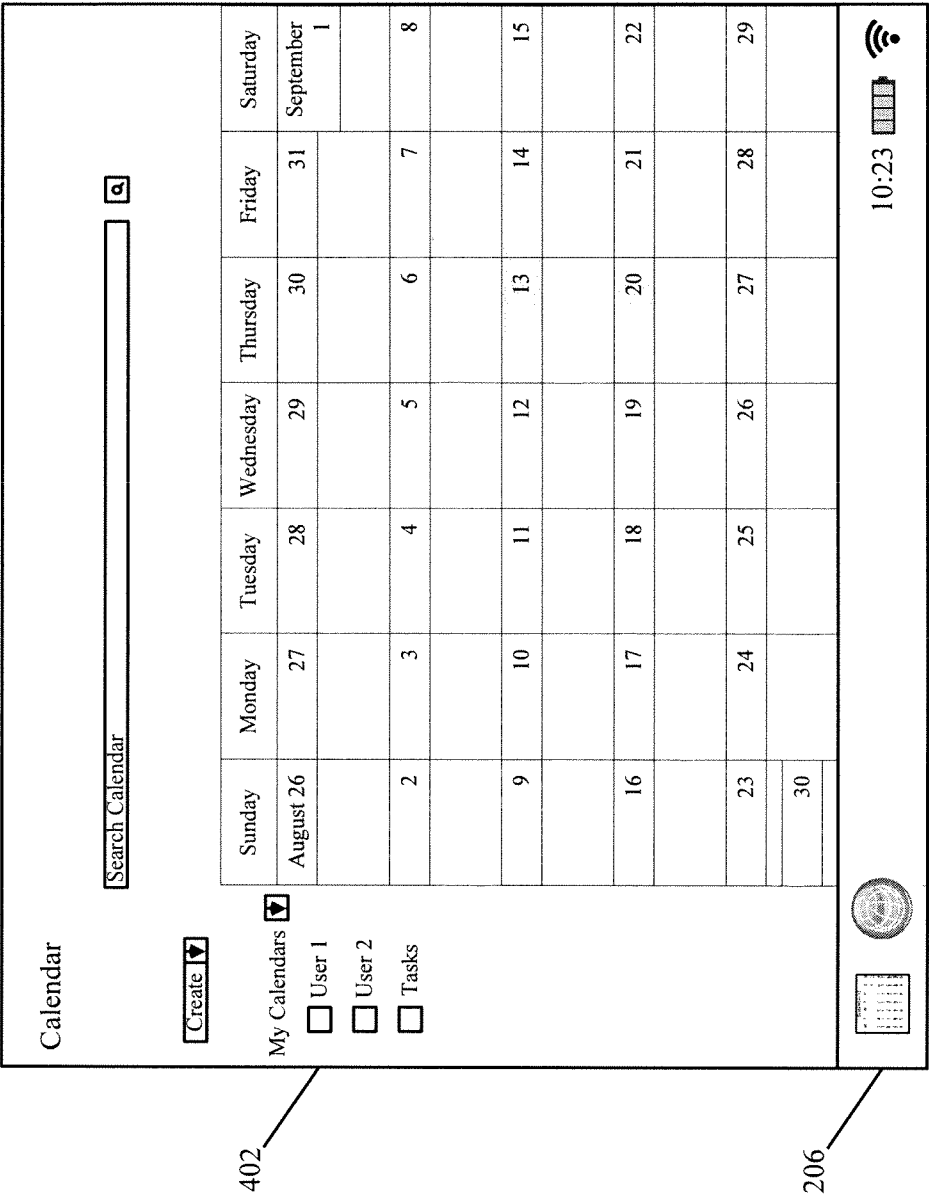 Calendar
Search Calendar
Create
My Calendars
User 1
User 2
Tasks
Sunday Monday Tuesday Wednesday Thursday Friday Saturday
August 26 27 28 29 30 31 September 1
2 3 4 5 6 7 8
9 10 11 12 13 14 15
16 17 18 19 20 21 22
23 24 25 26 27 28 29
30
10:23
402
206